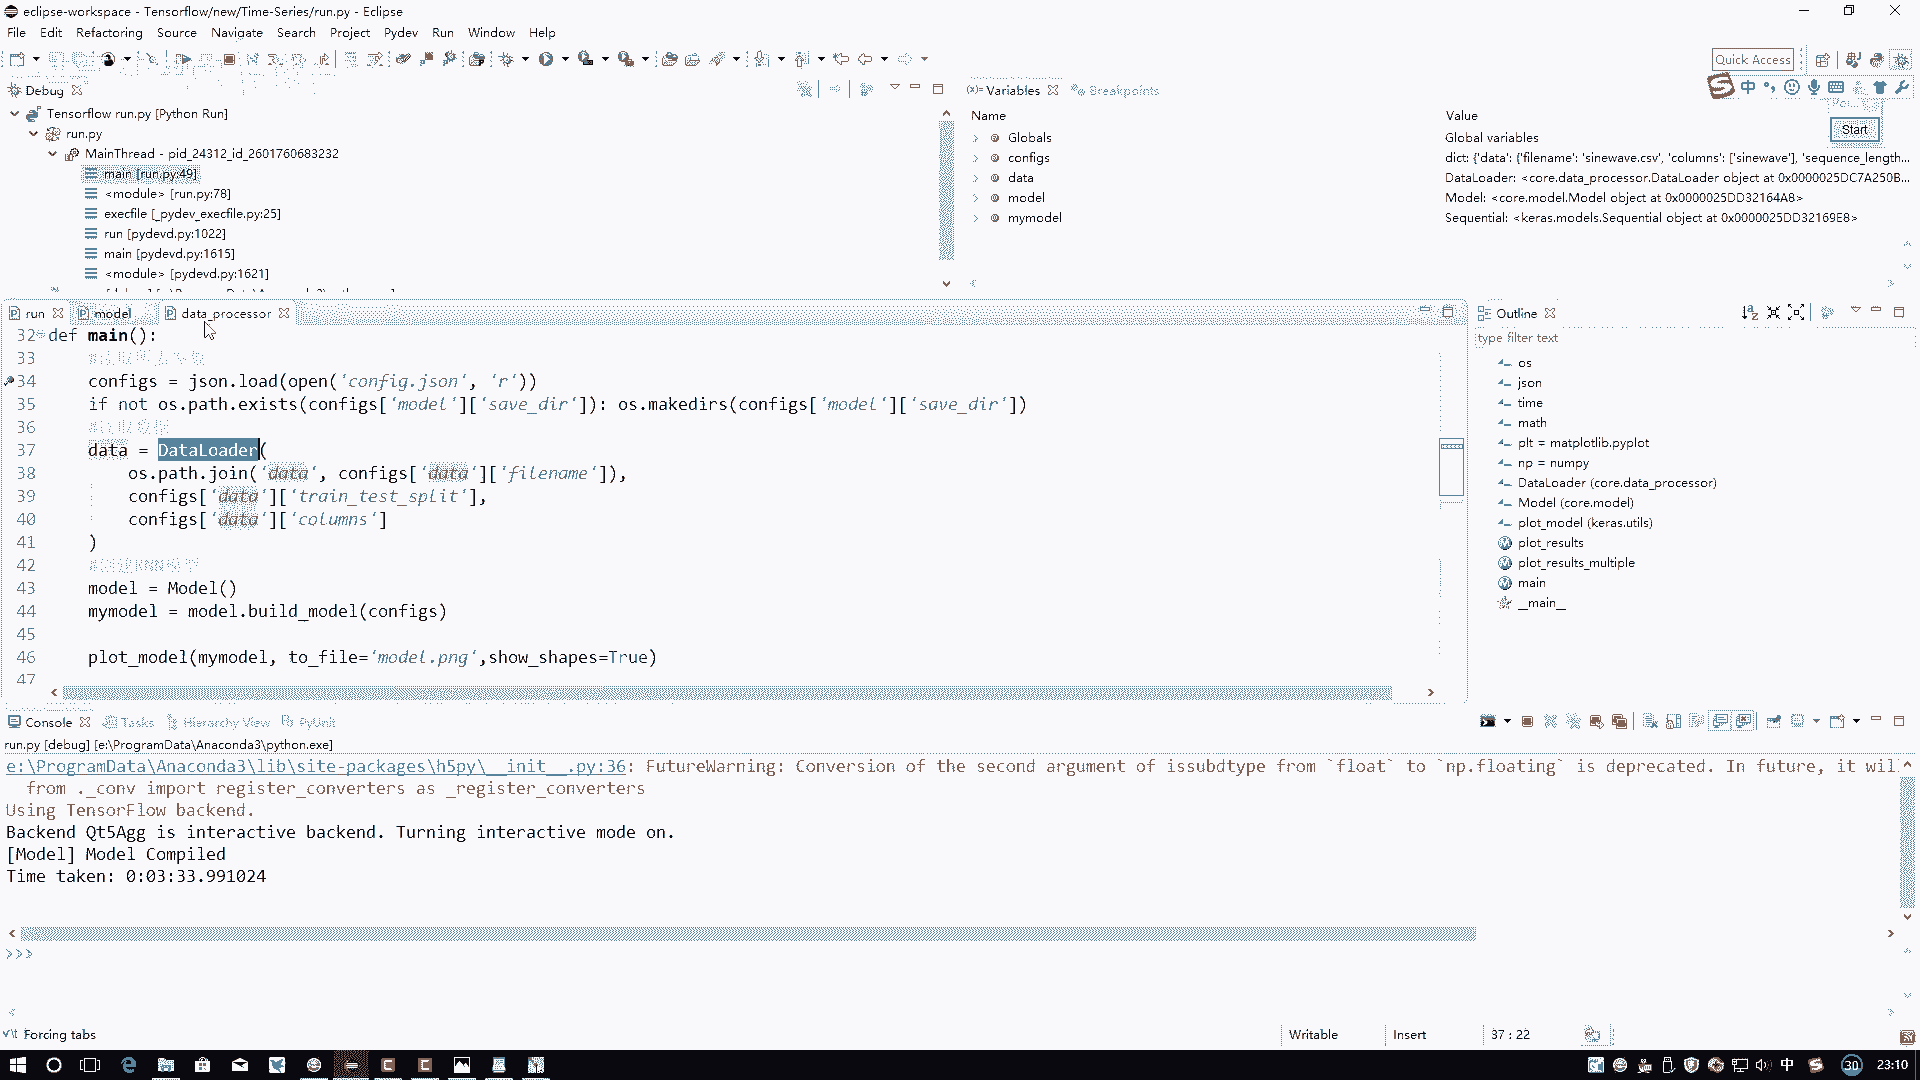 eclipse-workspace - Tensorflow/new/Time-Series/run.py - Eclipse
File Edit Refactoring Source Navigate Search Project Pydev Run Window Help
Quick Access
Debug
Tensorflow run.py [Python Run]
run.py
MainThread - pid_24312_id_2601760683232
main [run.py:49]
<module> [run.py:78]
execfile [_pydev_execfile.py:25]
run [pydevd.py:1022]
main [pydevd.py:1615]
<module> [pydevd.py:1621]
(x)= Variables Breakpoints
中
Start
Name Value
Globals Global variables
configs dict: {'data': {'filename': 'sinewave.csv', 'columns': ['sinewave'], 'sequence_length...
data DataLoader: <core.data_processor.DataLoader object at 0x0000025DC7A250B...
model Model: <core.model.Model object at 0x0000025DD32164A8>
mymodel Sequential: <keras.models.Sequential object at 0x0000025DD32169E8>
run model data_processor
32 def main():
33
34 configs = json.load(open('config.json', 'r'))
35 if not os.path.exists(configs['model']['save_dir']): os.makedirs(configs['model']['save_dir'])
36
37 data = DataLoader(
38 os.path.join('data', configs['data']['filename']),
39 configs['data']['train_test_split'],
40 configs['data']['columns']
41 )
42
43 model = Model()
44 mymodel = model.build_model(configs)
45
46 plot_model(mymodel, to_file='model.png',show_shapes=True)
47
Outline
type filter text
os
json
time
math
plt = matplotlib.pyplot
np = numpy
DataLoader (core.data_processor)
Model (core.model)
plot_model (keras.utils)
plot_results
plot_results_multiple
main
__main__
Console Tasks Hierarchy View PyUnit
run.py [debug] [e:\ProgramData\Anaconda3\python.exe]
e:\ProgramData\Anaconda3\lib\site-packages\h5py\__init__.py:36: FutureWarning: Conversion of the second argument of issubdtype from `float` to `np.floating` is deprecated. In future, it wil
from ._conv import register_converters as _register_converters
Using TensorFlow backend.
Backend Qt5Agg is interactive backend. Turning interactive mode on.
[Model] Model Compiled
Time taken: 0:03:33.991024
>>>
Forcing tabs Writable Insert 37 : 22
中 30 23:10